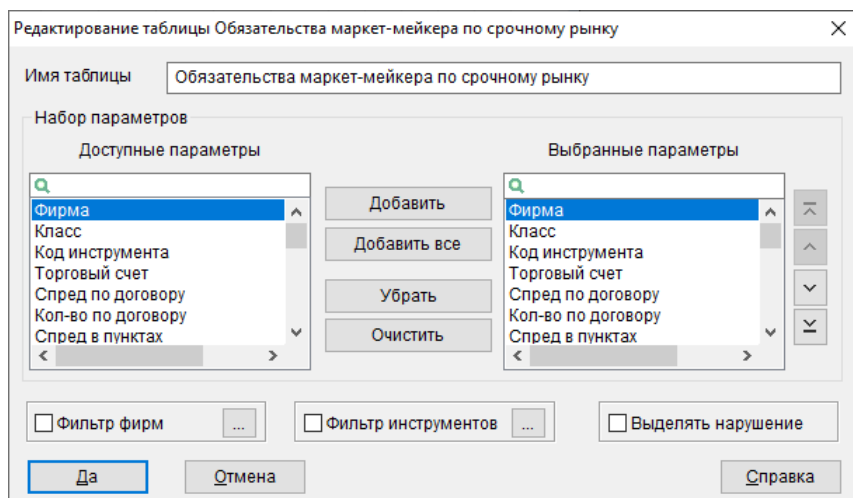 Редактирование таблицы Обязательства маркет-мейкера по срочному рынку
Имя таблицы Обязательства маркет-мейкера по срочному рынку
Набор параметров
Доступные параметры Выбранные параметры
Фирма Добавить Фирма
Класс Класс
Код инструмента Добавить все Код инструмента
Торговый счет Торговый счет
Спред по договору Убрать Спред по договору
Кол-во по договору Кол-во по договору
Спред в пунктах Очистить Спред в пунктах
Фильтр фирм ... Фильтр инструментов ... Выделять нарушение
Да Отмена Справка